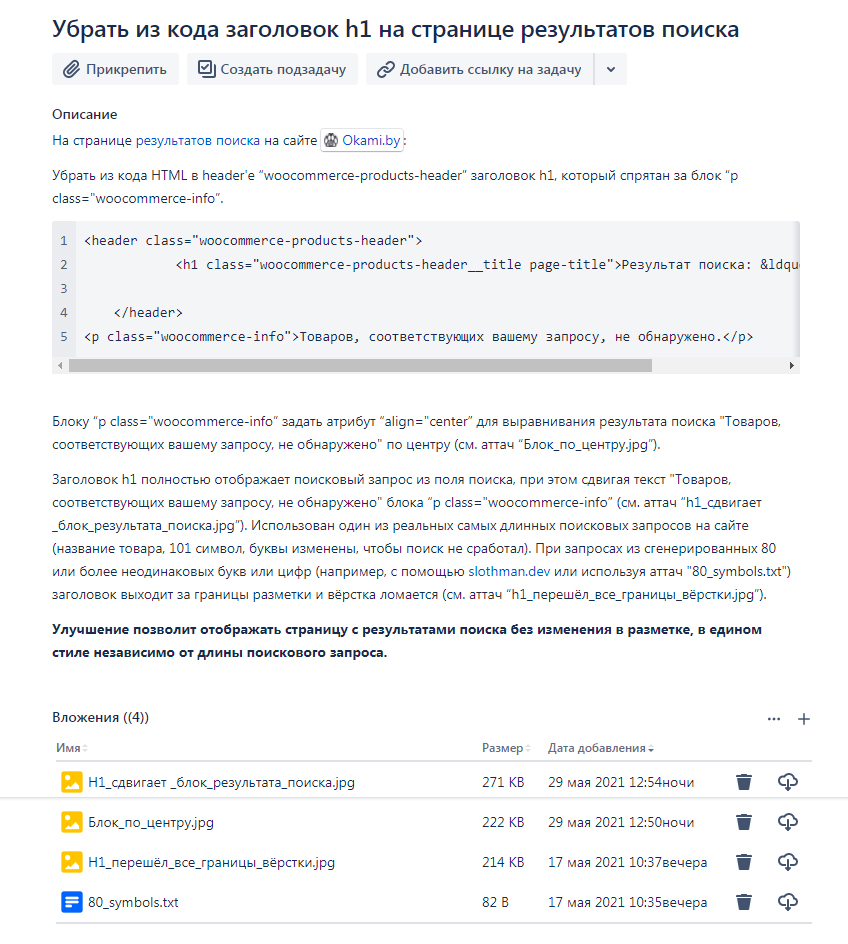 Убрать из кода заголовок h1 на странице результатов поиска
Прикрепить Создать подзадачу Добавить ссылку на задачу
Описание
На странице результатов поиска на сайте Okami.by :
Убрать из кода HTML в header'е “woocommerce-products-header” заголовок h1, который спрятан за блок “p
class="woocommerce-info”.
1 <header class="woocommerce-products-header">
2 <h1 class="woocommerce-products-header__title page-title">Результат поиска: &ldqu
3
4 </header>
5 <p class="woocommerce-info">Товаров, соответствующих вашему запросу, не обнаружено.</p>
Блоку “p class="woocommerce-info” задать атрибут “align="center” для выравнивания результата поиска "Товаров,
соответствующих вашему запросу, не обнаружено" по центру (см. аттач “Блок_по_центру.jpg”).
Заголовок h1 полностью отображает поисковый запрос из поля поиска, при этом сдвигая текст "Товаров,
соответствующих вашему запросу, не обнаружено" блока “p class="woocommerce-info” (см. аттач “h1_сдвигает
_блок_результата_поиска.jpg”). Использован один из реальных самых длинных поисковых запросов на сайте
(название товара, 101 символ, буквы изменены, чтобы поиск не сработал). При запросах из сгенерированных 80
или более неодинаковых букв или цифр (например, с помощью slothman.dev или используя аттач "80_symbols.txt")
заголовок выходит за границы разметки и вёрстка ломается (см. аттач “h1_перешёл_все_границы_вёрстки.jpg”).
Улучшение позволит отображать страницу с результатами поиска без изменения в разметке, в едином
стиле независимо от длины поискового запроса.
Вложения ((4))
Имя Размер Дата добавления
H1_сдвигает _блок_результата_поиска.jpg 271 KB 29 мая 2021 12:54ночи
Блок_по_центру.jpg 222 KB 29 мая 2021 12:50ночи
H1_перешёл_все_границы_вёрстки.jpg 214 KB 17 мая 2021 10:37вечера
80_symbols.txt 82 B 17 мая 2021 10:35вечера